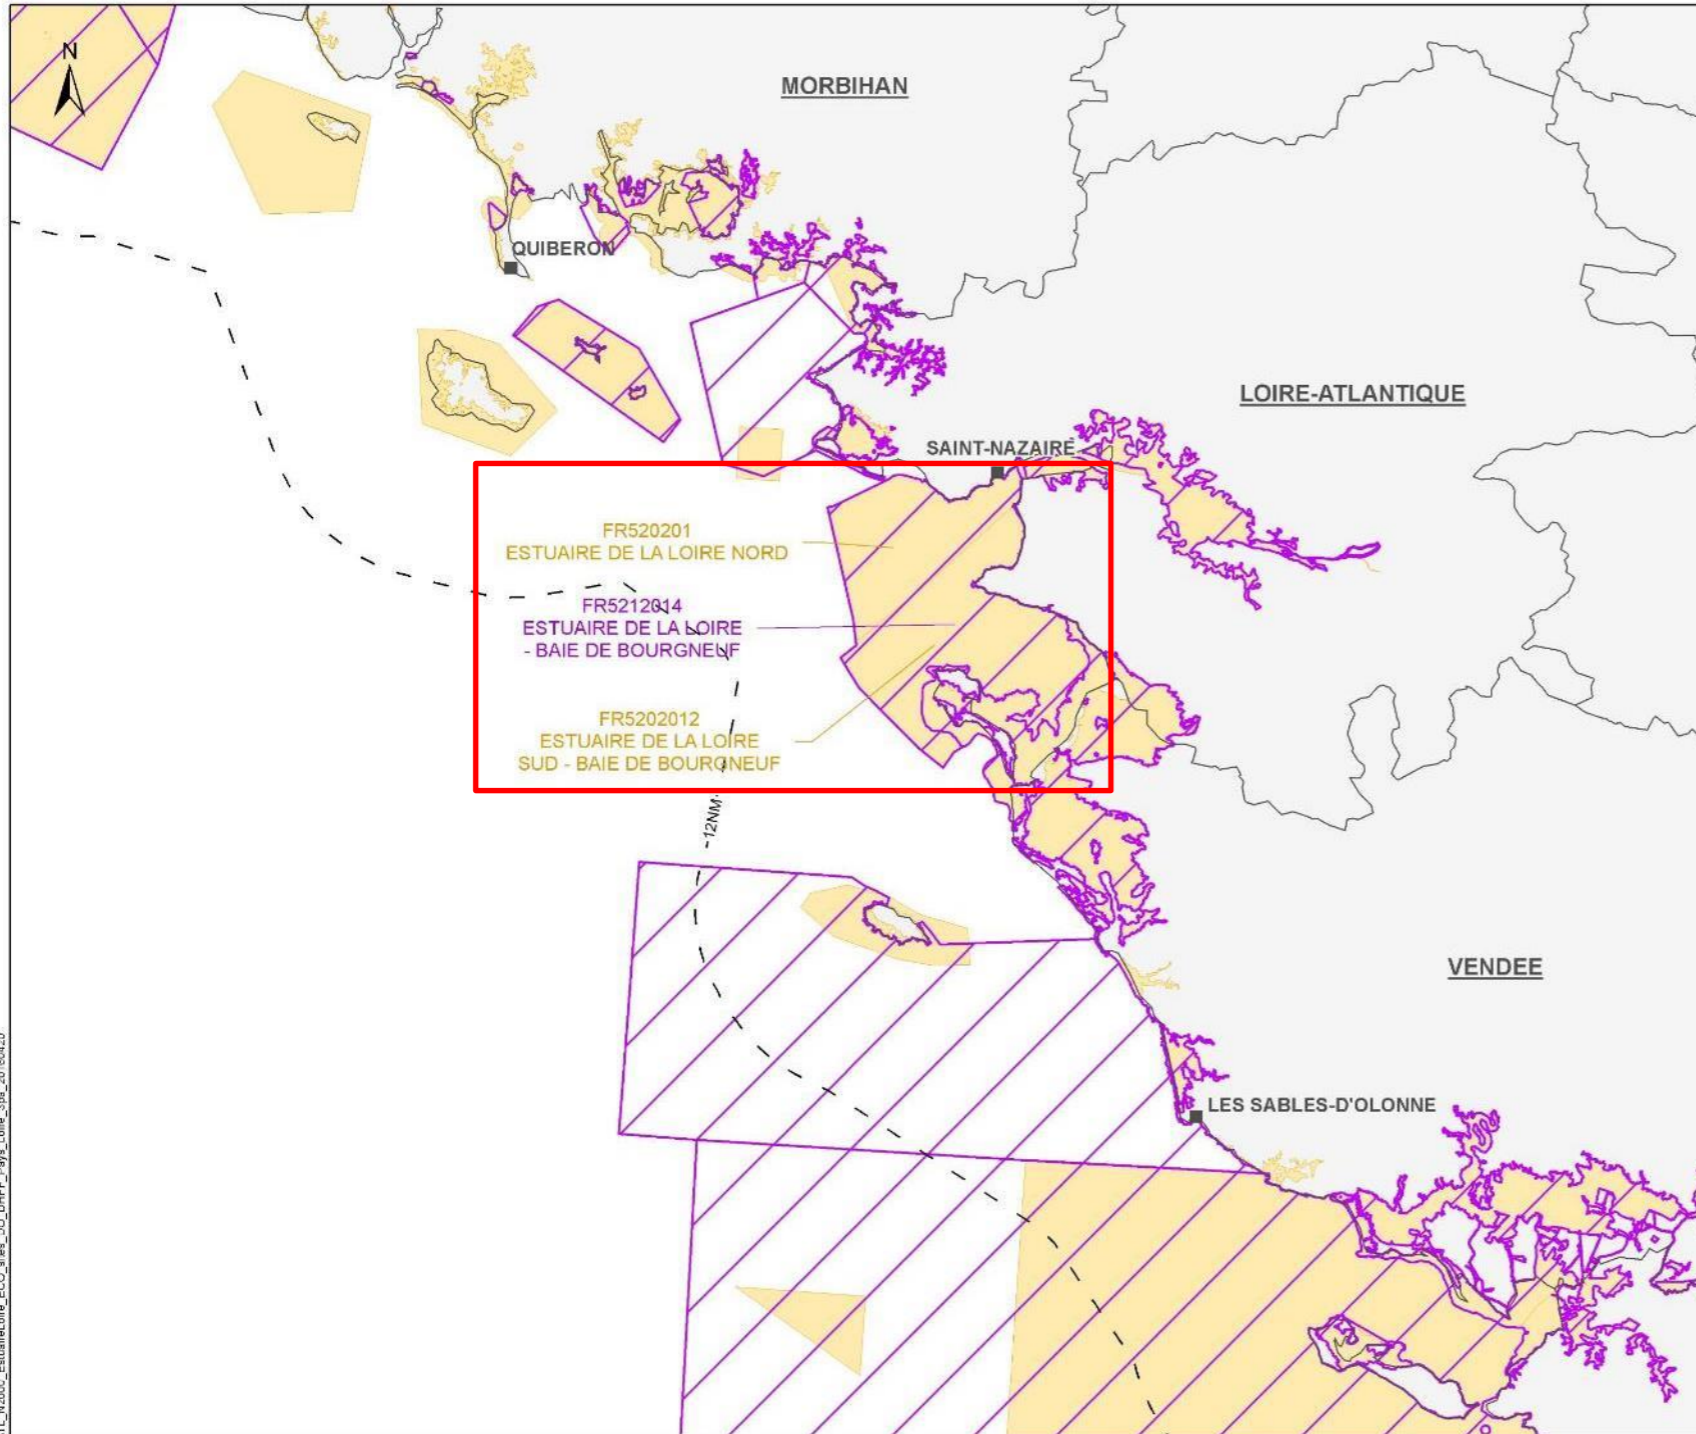 N
MORBIHAN
QUIBERON
LOIRE-ATLANTIQUE
SAINT-NAZAIRE
FR520201
ESTUAIRE DE LA LOIRE NORD
FR5212014
ESTUAIRE DE LA LOIRE
- BAIE DE BOURGNEUF
FR5202012
ESTUAIRE DE LA LOIRE
SUD - BAIE DE BOURGNEUF
12NM
VENDEE
LES SABLES-D'OLONNE